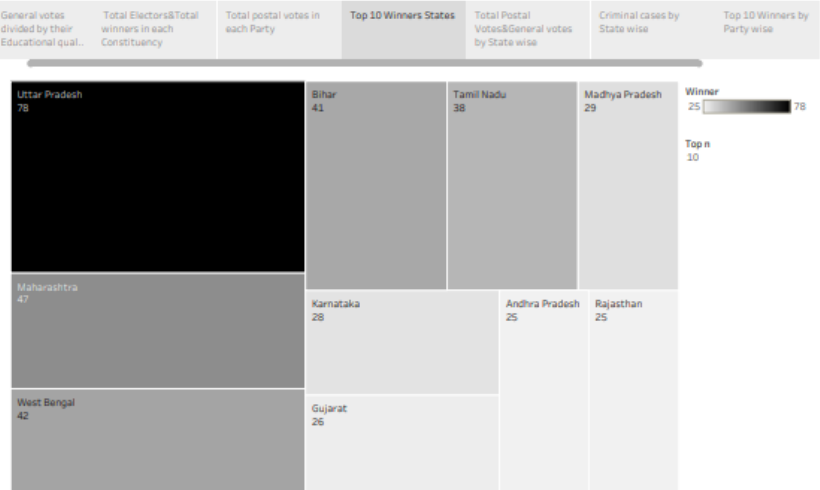 General votes
divided by their
Educational qual..
Total Electors&Total
winners in each
Constituency
Total postal votes in
each Party
Top 10 Winners States
Total Postal
Votes&General votes
by State wise
Criminal cases by
State wise
Top 10 Winners by
Party wise
Uttar Pradesh
78
Bihar
41
Tamil Nadu
38
Madhya Pradesh
29
Winner
25 78
Top n
10
Maharashtra
47
Karnataka
28
Andhra Pradesh
25
Rajasthan
25
West Bengal
42
Gujarat
26